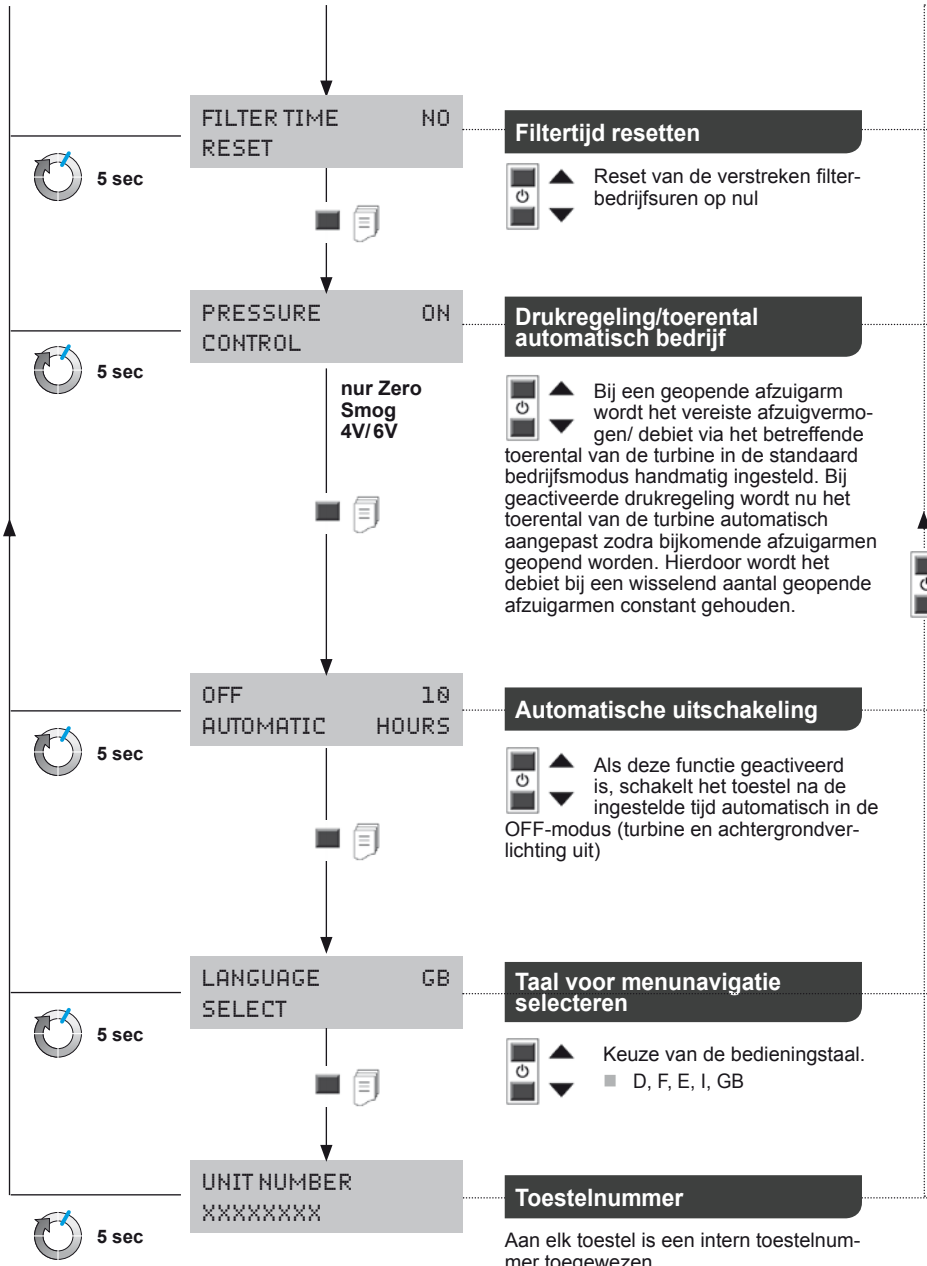 FILTER TIME NO
RESET
5 sec
Filtertijd resetten
Reset van de verstreken filter-
bedrijfsuren op nul
PRESSURE ON
CONTROL
5 sec
nur Zero
Smog
4V/6V
Drukregeling/toerental
automatisch bedrijf
Bij een geopende afzuigarm
wordt het vereiste afzuigvermo-
gen/ debiet via het betreffende
toerental van de turbine in de standaard
bedrijfsmodus handmatig ingesteld. Bij
geactiveerde drukregeling wordt nu het
toerental van de turbine automatisch
aangepast zodra bijkomende afzuigarmen
geopend worden. Hierdoor wordt het
debiet bij een wisselend aantal geopende
afzuigarmen constant gehouden.
OFF 10
AUTOMATIC HOURS
5 sec
Automatische uitschakeling
Als deze functie geactiveerd
is, schakelt het toestel na de
ingestelde tijd automatisch in de
OFF-modus (turbine en achtergrondver-
lichting uit)
LANGUAGE GB
SELECT
5 sec
Taal voor menunavigatie
selecteren
Keuze van de bedieningstaal.
■ D, F, E, I, GB
UNIT NUMBER
XXXXXXXX
5 sec
Toestelnummer
Aan elk toestel is een intern toestelnum-
mer toegewezen